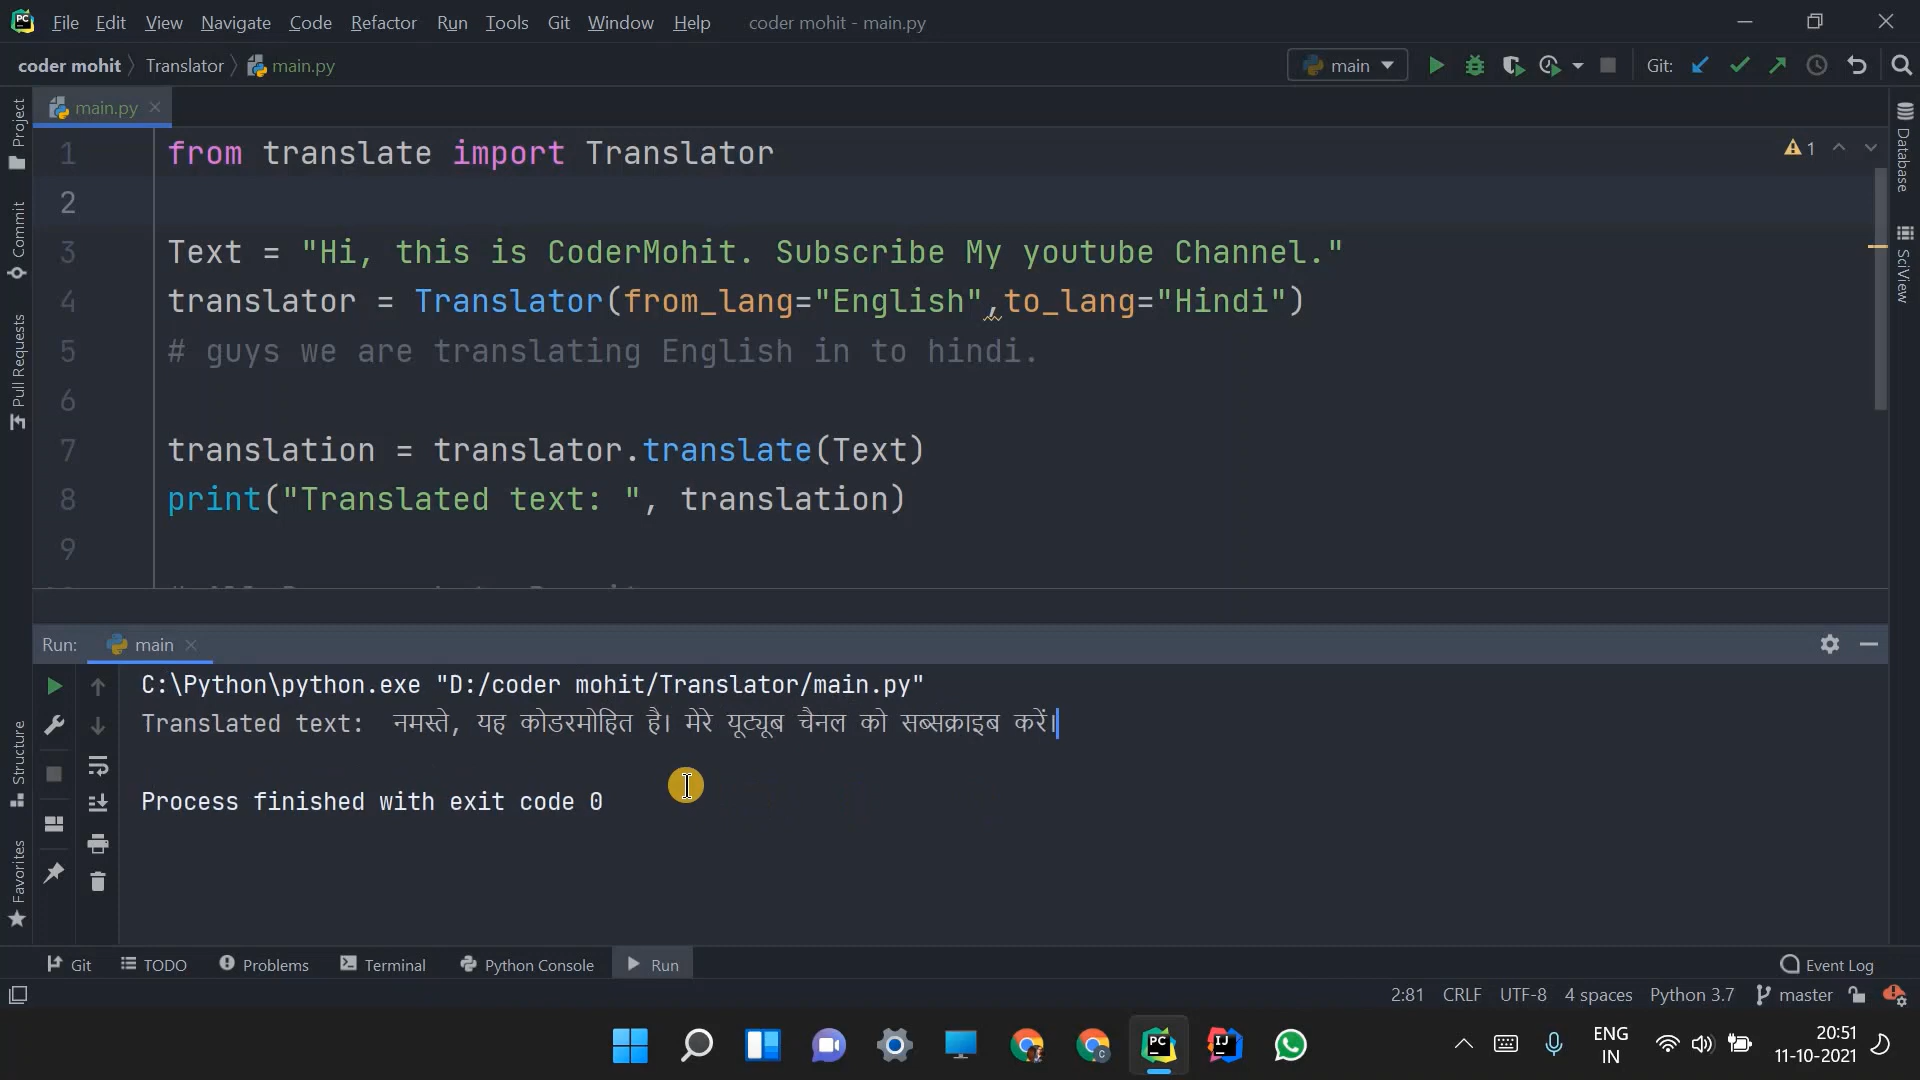 File Edit View Navigate Code Refactor Run Tools Git Window Help coder mohit - main.py
coder mohit Translator main.py main Git:
main.py
1 from translate import Translator
1
2
3 Text = "Hi, this is CoderMohit. Subscribe My youtube Channel."
4 translator = Translator(from_lang="English",to_lang="Hindi")
5 # guys we are translating English in to hindi.
6
7 translation = translator.translate(Text)
8 print("Translated text: ", translation)
9
Project
Commit
Pull Requests
Structure
Favorites
Database
SciView
Run: main
C:\Python\python.exe "D:/coder mohit/Translator/main.py"
Translated text:  नमस्ते, यह कोडरमोहित है। मेरे यूट्यूब चैनल को सब्सक्राइब करें।
Process finished with exit code 0
Git TODO Problems Terminal Python Console Run Event Log
2:81 CRLF UTF-8 4 spaces Python 3.7 master
ENG
IN
20:51
11-10-2021